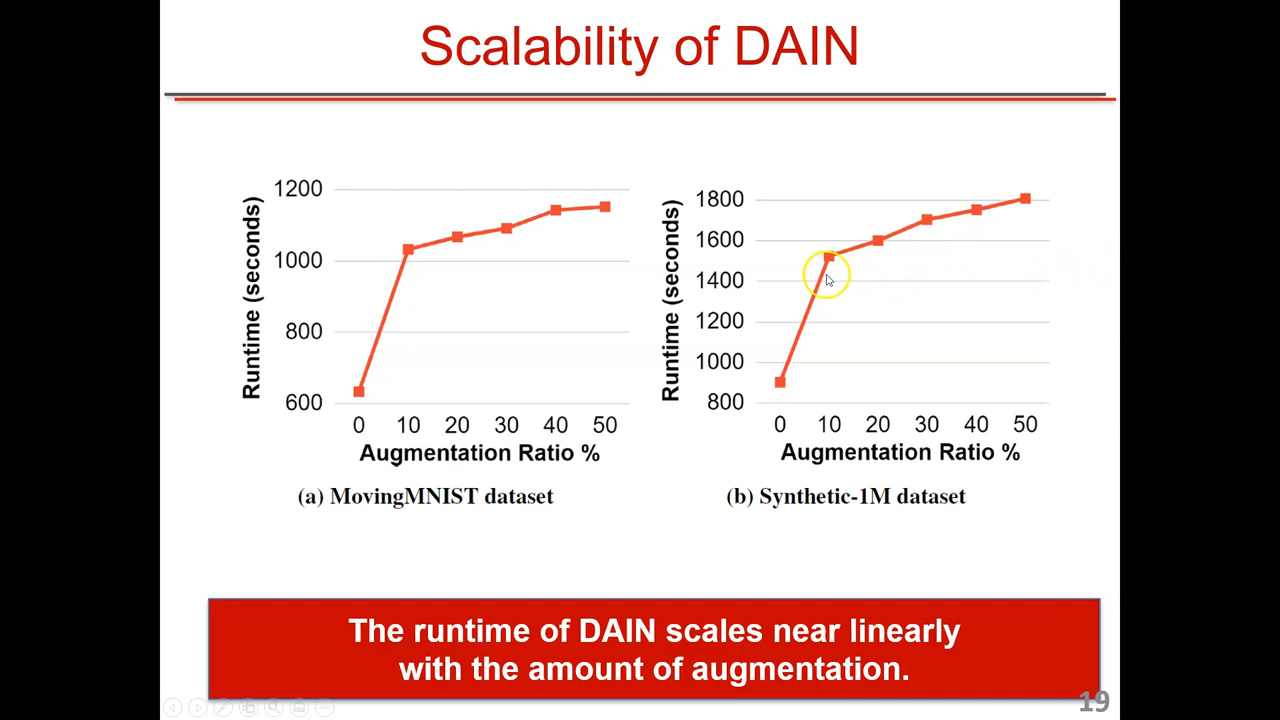 Scalability of DAIN
Runtime (seconds)
1200
1000
800
600
0 10 20 30 40 50
Augmentation Ratio %
(a) MovingMNIST dataset
Runtime (seconds)
1800
1600
1400
1200
1000
800
0 10 20 30 40 50
Augmentation Ratio %
(b) Synthetic-1M dataset
The runtime of DAIN scales near linearly
with the amount of augmentation.
19